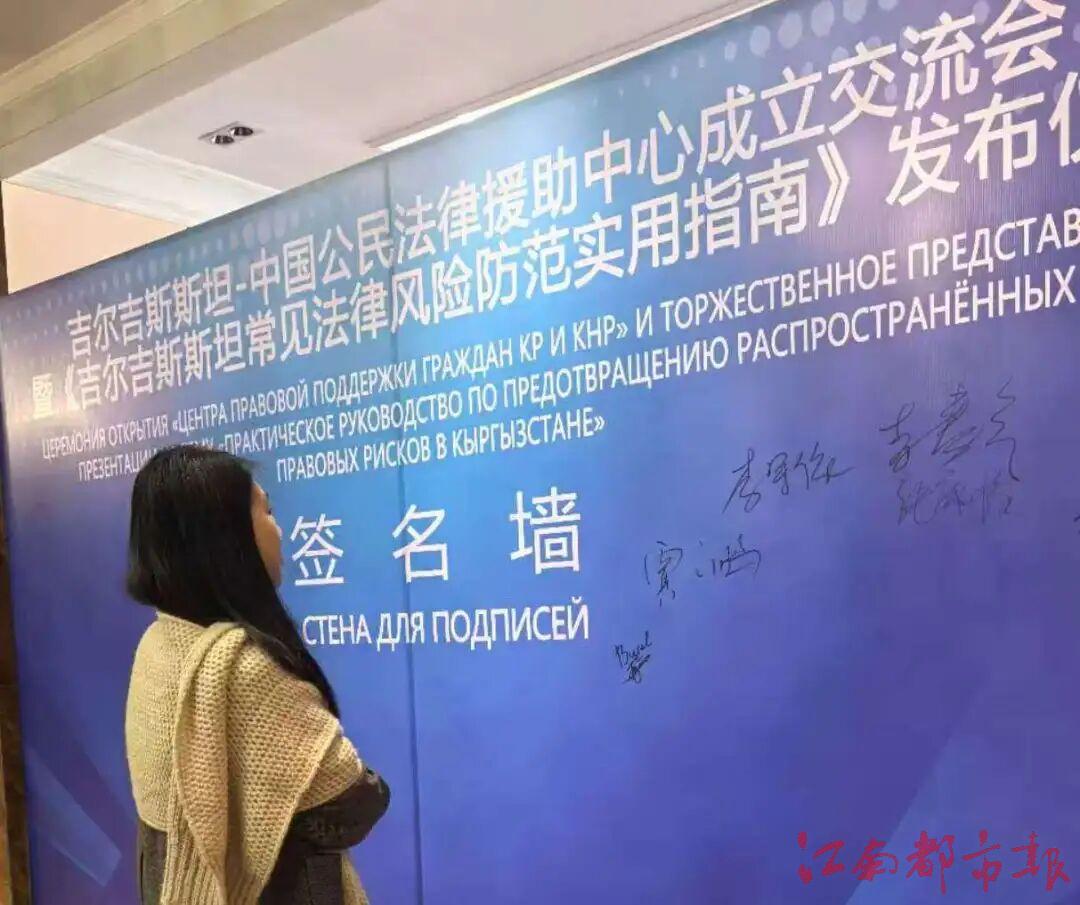 吉尔吉斯斯坦-中国公民法律援助中心成立交流会
暨《吉尔吉斯斯坦常见法律风险防范实用指南》发布仪
ЦЕРЕМОНИЯ ОТКРЫТИЯ «ЦЕНТРА ПРАВОВОЙ ПОДДЕРЖКИ ГРАЖДАН КР И КНР» И ТОРЖЕСТВЕННОЕ ПРЕДСТАВ
ПРЕЗЕНТАЦИ «ПРАКТИЧЕСКОЕ РУКОВОДСТВО ПО ПРЕДОТВРАЩЕНИЮ РАСПРОСТРАНЁННЫХ
ПРАВОВЫХ РИСКОВ В КЫРГЫЗСТАНЕ»
签名墙
СТЕНА ДЛЯ ПОДПИСЕЙ
江南都市报